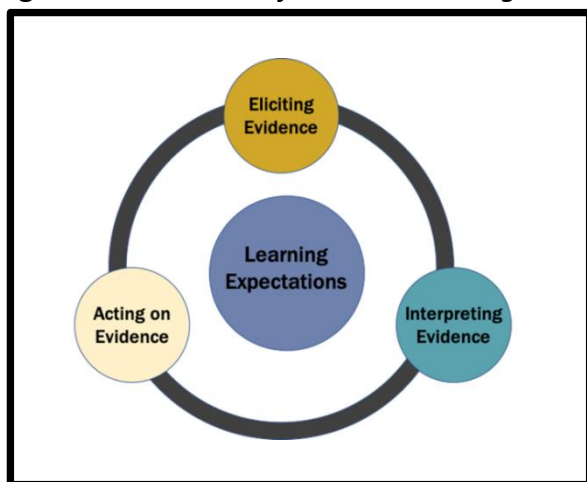 Eliciting
Evidence
Learning
Expectations
Acting on
Evidence
Interpreting
Evidence